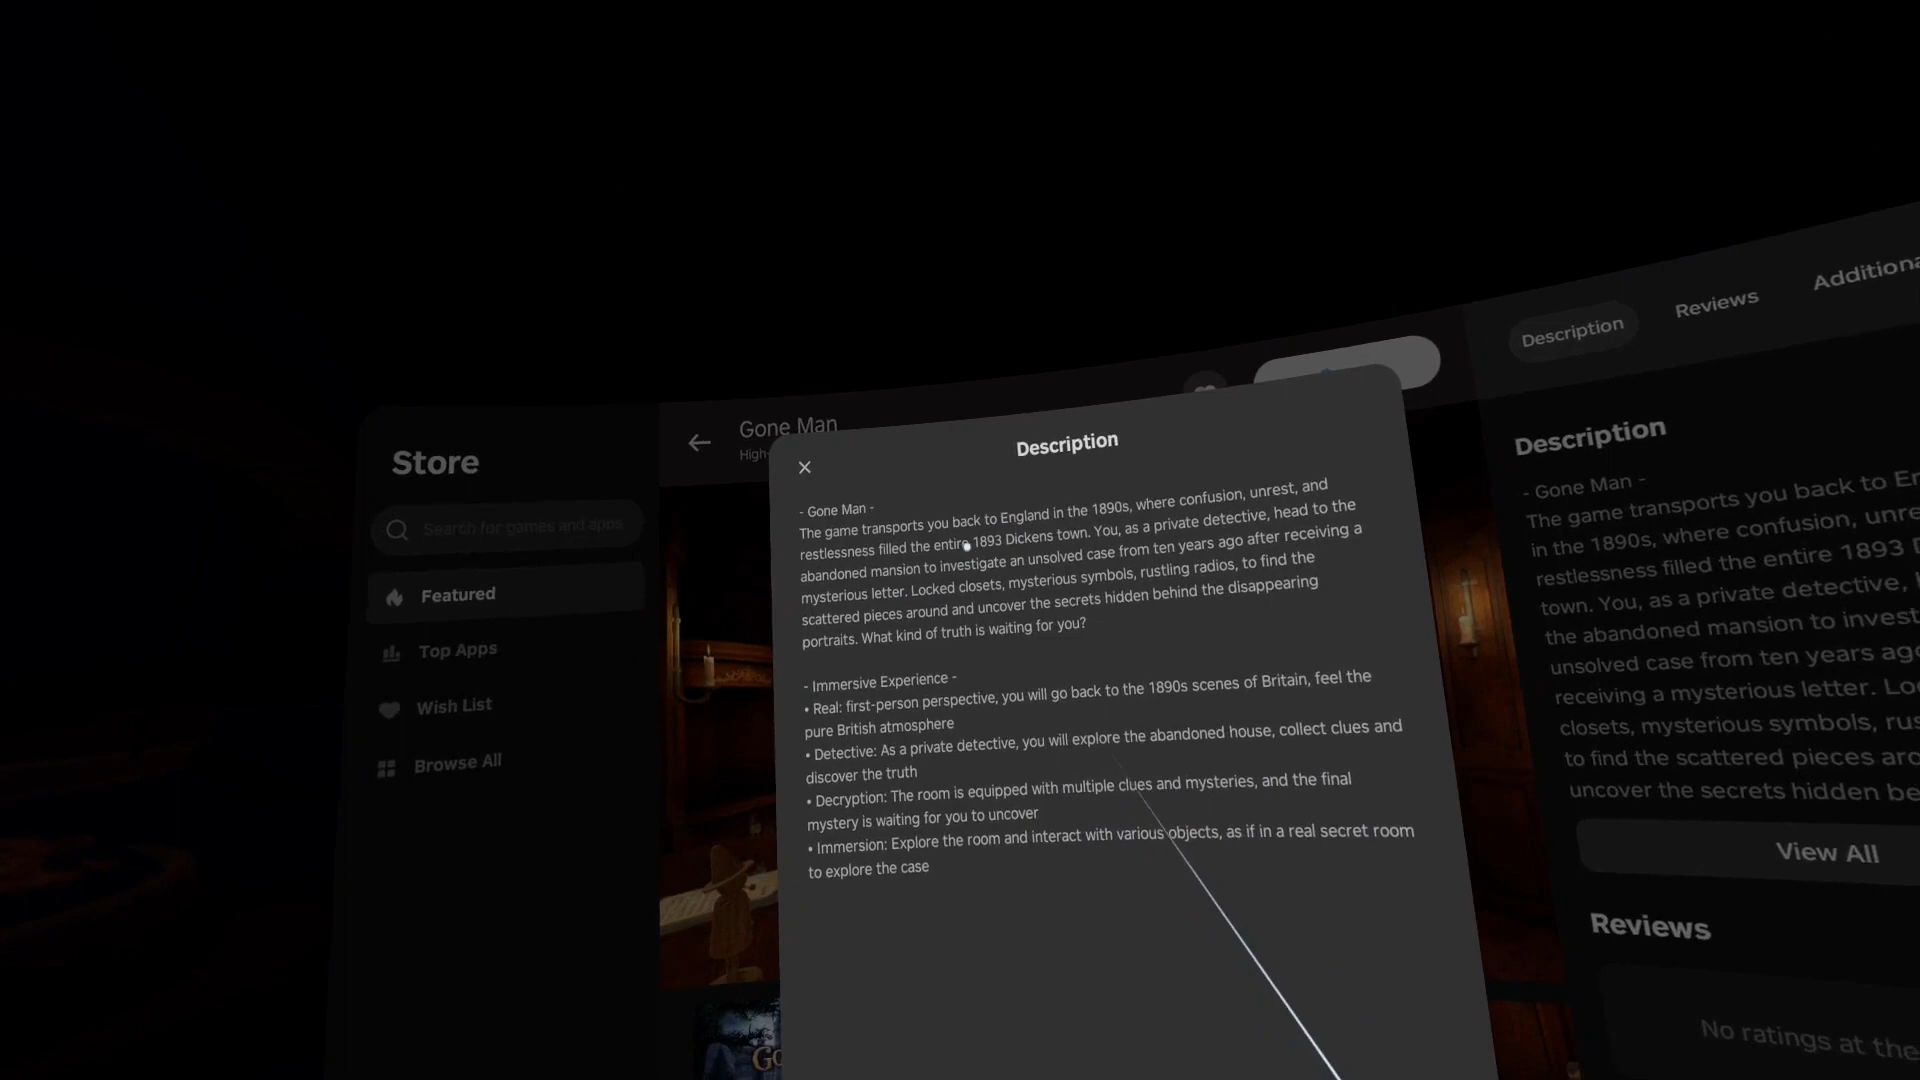 Store
Search for games and apps
Featured
Top Apps
Wish List
Browse All
Gone Man
High-
Description
- Gone Man -
The game transports you back to England in the 1890s, where confusion, unrest, and
restlessness filled the entire 1893 Dickens town. You, as a private detective, head to the
abandoned mansion to investigate an unsolved case from ten years ago after receiving a
mysterious letter. Locked closets, mysterious symbols, rustling radios, to find the
scattered pieces around and uncover the secrets hidden behind the disappearing
portraits. What kind of truth is waiting for you?
- Immersive Experience -
• Real: first-person perspective, you will go back to the 1890s scenes of Britain, feel the
pure British atmosphere
• Detective: As a private detective, you will explore the abandoned house, collect clues and
discover the truth
• Decryption: The room is equipped with multiple clues and mysteries, and the final
mystery is waiting for you to uncover
• Immersion: Explore the room and interact with various objects, as if in a real secret room
to explore the case
Go
Description
Reviews
Additiona
Description
- Gone Man -
The game transports you back to En
in the 1890s, where confusion, unre
restlessness filled the entire 1893 D
town. You, as a private detective, h
the abandoned mansion to invest
unsolved case from ten years ago
receiving a mysterious letter. Lo
closets, mysterious symbols, rus
to find the scattered pieces aro
uncover the secrets hidden be
View All
Reviews
No ratings at the